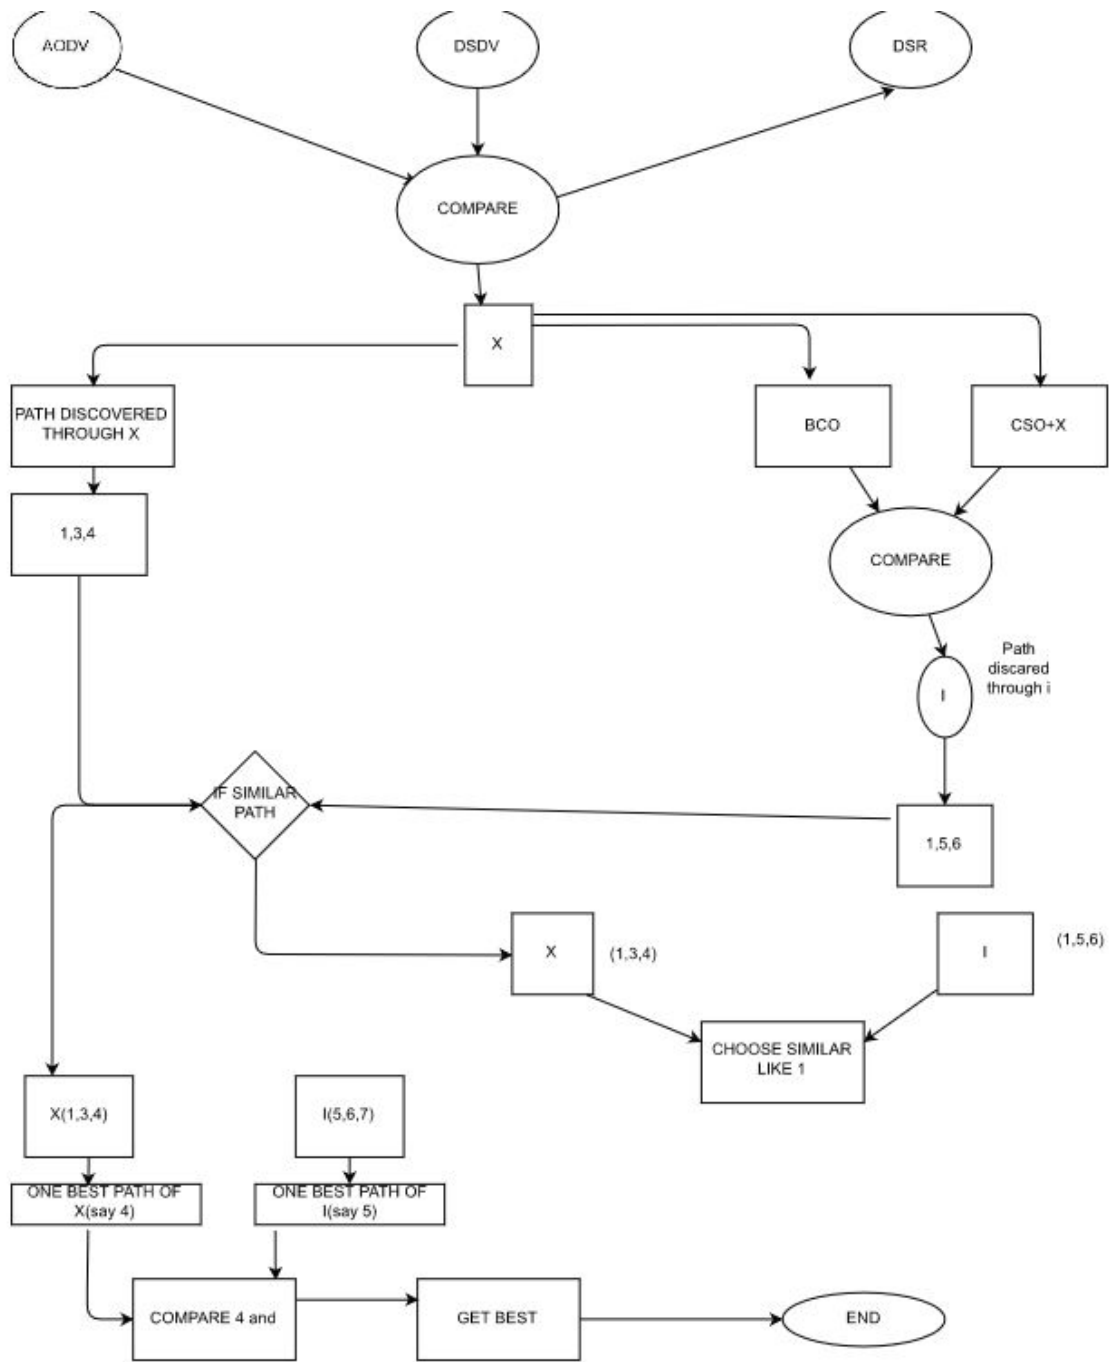 AODV
DSDV
DSR
COMPARE
X
PATH DISCOVERED
THROUGH X
BCO
CSO+X
1,3,4
COMPARE
Path
discared
through i
I
IF SIMILAR
PATH
1,5,6
X
(1,3,4)
I
(1,5,6)
CHOOSE SIMILAR
LIKE 1
X(1,3,4)
I(5,6,7)
ONE BEST PATH OF
X(say 4)
ONE BEST PATH OF
I(say 5)
COMPARE 4 and
GET BEST
END